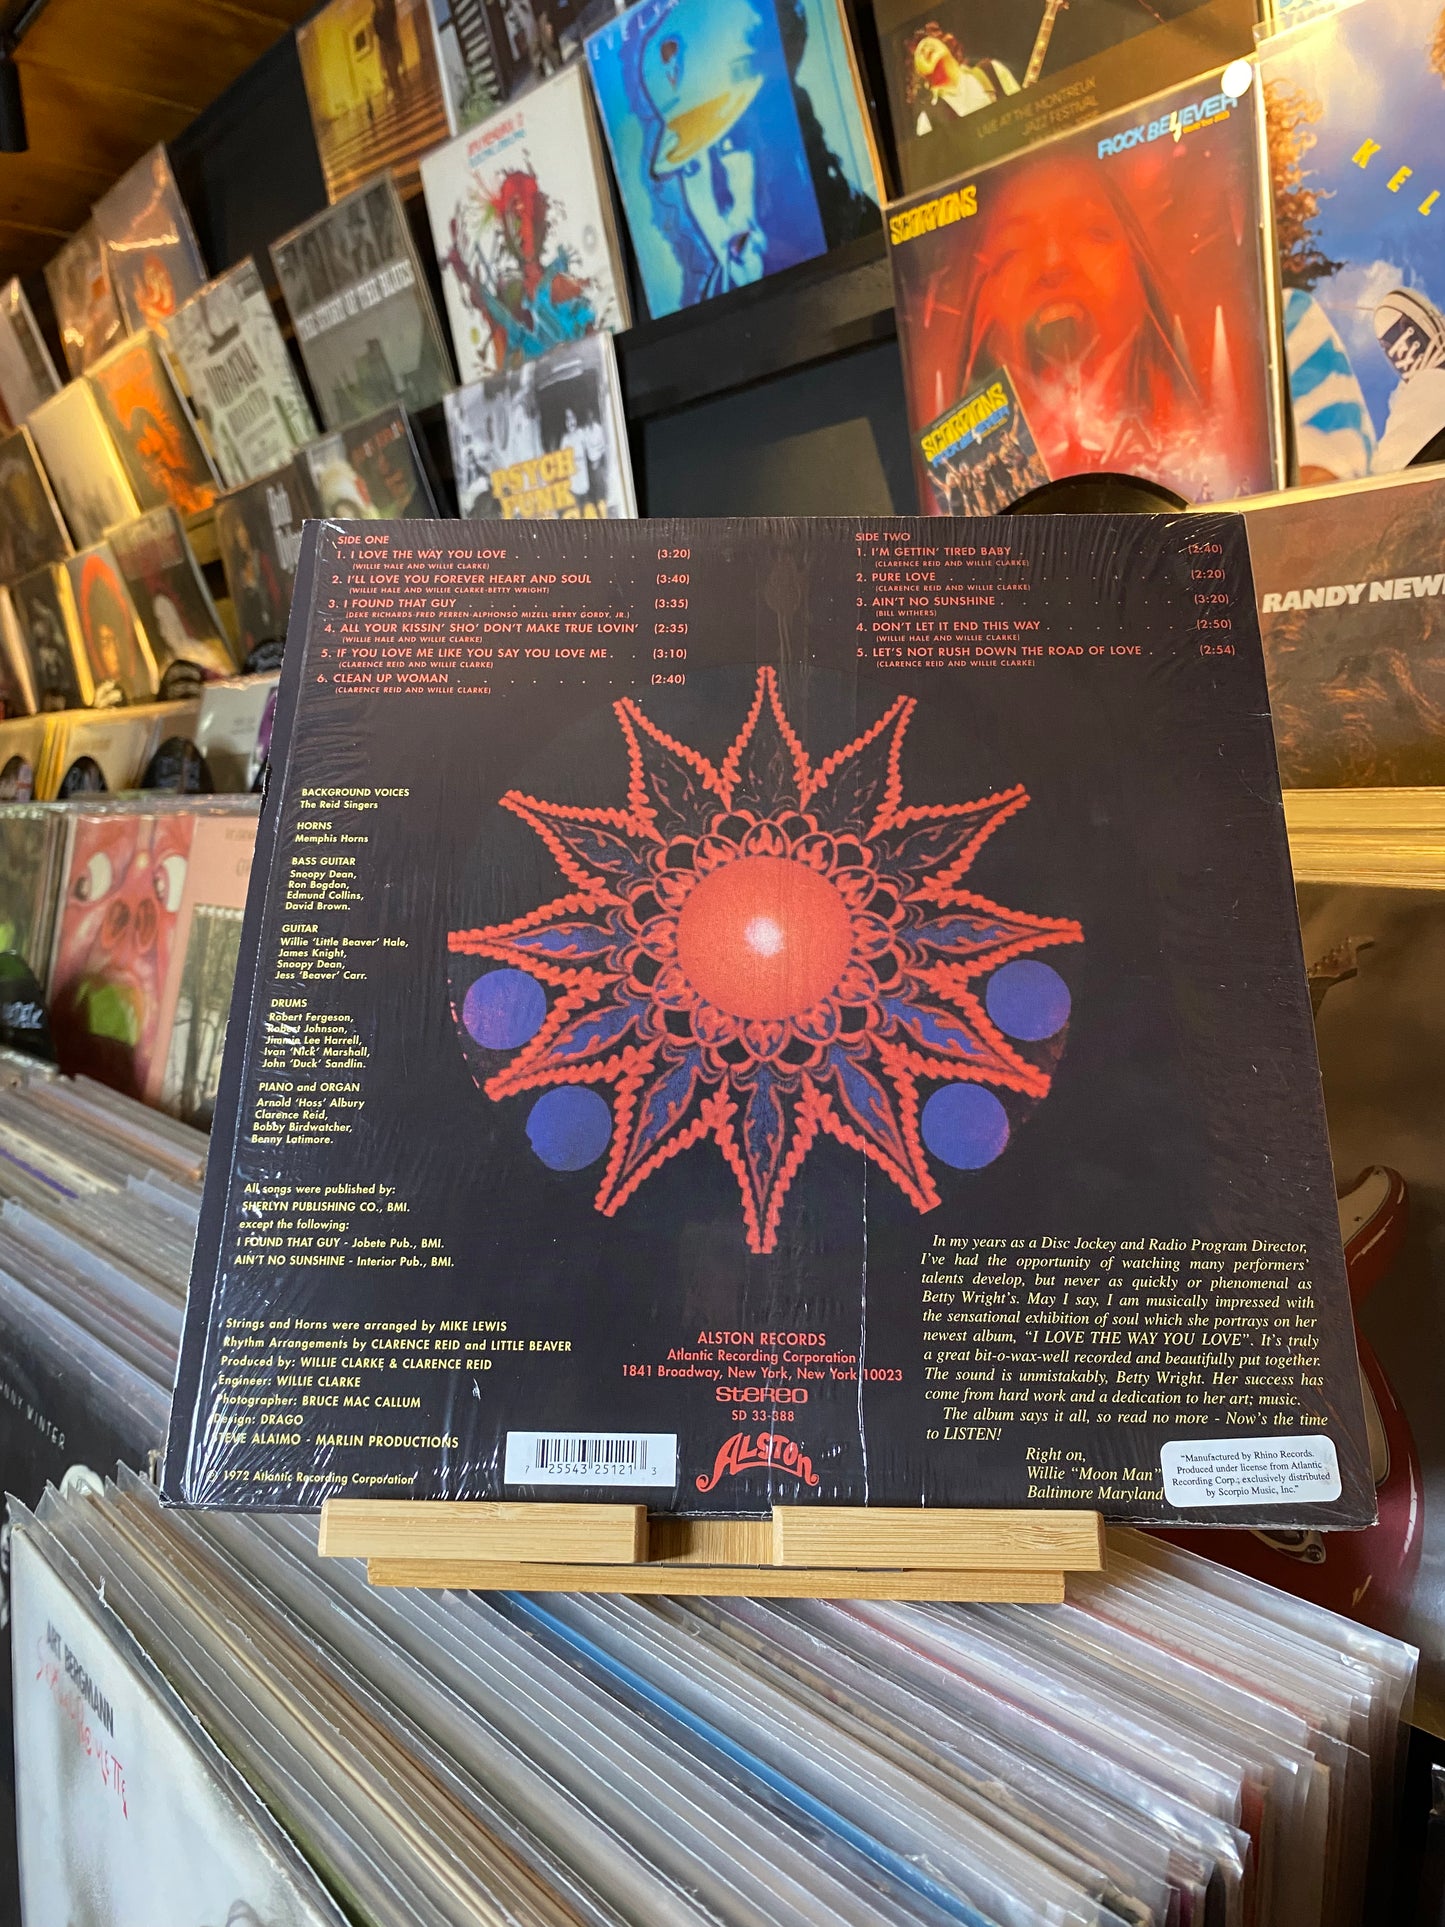 EVELY
LIVE AT THE MONTREUX
JAZZ FESTIVAL
ROCK BELIEVER
SCORPIONS
KEL
NIRVANA
PSYCH
PUNK
SCORPIONS
RANDY NEW
SIDE ONE
1. I LOVE THE WAY YOU LOVE . . . . . . (3:20)
(WILLIE HALE AND WILLIE CLARKE)
2. I'LL LOVE YOU FOREVER HEART AND SOUL . . (3:40)
(WILLIE HALE AND WILLIE CLARKE-BETTY WRIGHT)
3. I FOUND THAT GUY . . . . . . . . . (3:35)
(DEKE RICHARDS-FRED PERREN-ALPHONSO MIZELL-BERRY GORDY, JR.)
4. ALL YOUR KISSIN' SHO' DON'T MAKE TRUE LOVIN' (2:35)
(WILLIE HALE AND WILLIE CLARKE)
5. IF YOU LOVE ME LIKE YOU SAY YOU LOVE ME . . (3:10)
(CLARENCE REID AND WILLIE CLARKE)
6. CLEAN UP WOMAN . . . . . . . . (2:40)
(CLARENCE REID AND WILLIE CLARKE)
SIDE TWO
1. I'M GETTIN' TIRED BABY . . . . . . . (2:40)
(CLARENCE REID AND WILLIE CLARKE)
2. PURE LOVE . . . . . . . . . . (2:20)
(CLARENCE REID AND WILLIE CLARKE)
3. AIN'T NO SUNSHINE . . . . . . . . (3:20)
(BILL WITHERS)
4. DON'T LET IT END THIS WAY . . . . . . (2:50)
(WILLIE HALE AND WILLIE CLARKE)
5. LET'S NOT RUSH DOWN THE ROAD OF LOVE . . (2:54)
(CLARENCE REID AND WILLIE CLARKE)
BACKGROUND VOICES
The Reid Singers
HORNS
Memphis Horns
BASS GUITAR
Snoopy Dean,
Ron Bogdon,
Edmund Collins,
David Brown.
GUITAR
Willie 'Little Beaver' Hale,
James Knight,
Snoopy Dean,
Jess 'Beaver' Carr.
DRUMS
Robert Fergeson,
Robert Johnson,
Jimmie Lee Harrell,
Ivan 'Nick' Marshall,
John 'Duck' Sandlin.
PIANO and ORGAN
Arnold 'Hoss' Albury
Clarence Reid,
Bobby Birdwatcher,
Benny Latimore.
All songs were published by:
SHERLYN PUBLISHING CO., BMI.
except the following:
I FOUND THAT GUY - Jobete Pub., BMI.
AIN'T NO SUNSHINE - Interior Pub., BMI.
Strings and Horns were arranged by MIKE LEWIS
Rhythm Arrangements by CLARENCE REID and LITTLE BEAVER
Produced by: WILLIE CLARKE & CLARENCE REID
Engineer: WILLIE CLARKE
Photographer: BRUCE MAC CALLUM
Design: DRAGO
STEVE ALAIMO - MARLIN PRODUCTIONS
© 1972 Atlantic Recording Corporation
7 25543 25121 3
ALSTON RECORDS
Atlantic Recording Corporation
1841 Broadway, New York, New York 10023
STEREO
SD 33-388
ALSTON
In my years as a Disc Jockey and Radio Program Director,
I've had the opportunity of watching many performers'
talents develop, but never as quickly or phenomenal as
Betty Wright's. May I say, I am musically impressed with
the sensational exhibition of soul which she portrays on her
newest album, "I LOVE THE WAY YOU LOVE". It's truly
a great bit-o-wax-well recorded and beautifully put together.
The sound is unmistakably, Betty Wright. Her success has
come from hard work and a dedication to her art; music.
The album says it all, so read no more - Now's the time
to LISTEN!
Right on,
Willie "Moon Man"
Baltimore Maryland
"Manufactured by Rhino Records.
Produced under license from Atlantic
Recording Corp.; exclusively distributed
by Scorpio Music, Inc."
WINTER
ART BERGMANN